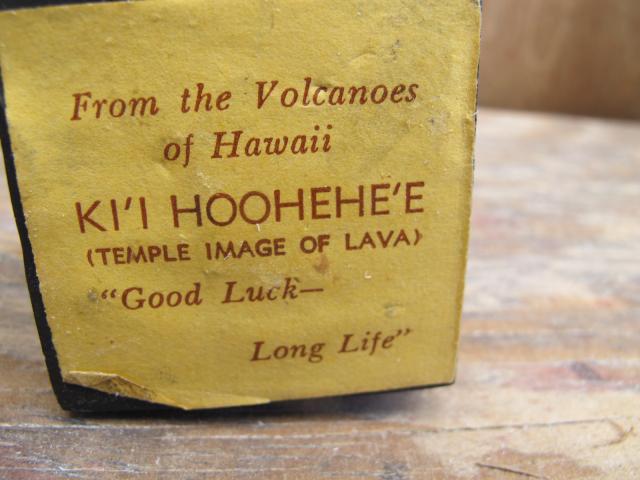 From the Volcanoes
of Hawaii
KI'I HOOHEHE'E
(TEMPLE IMAGE OF LAVA)
"Good Luck—
Long Life"